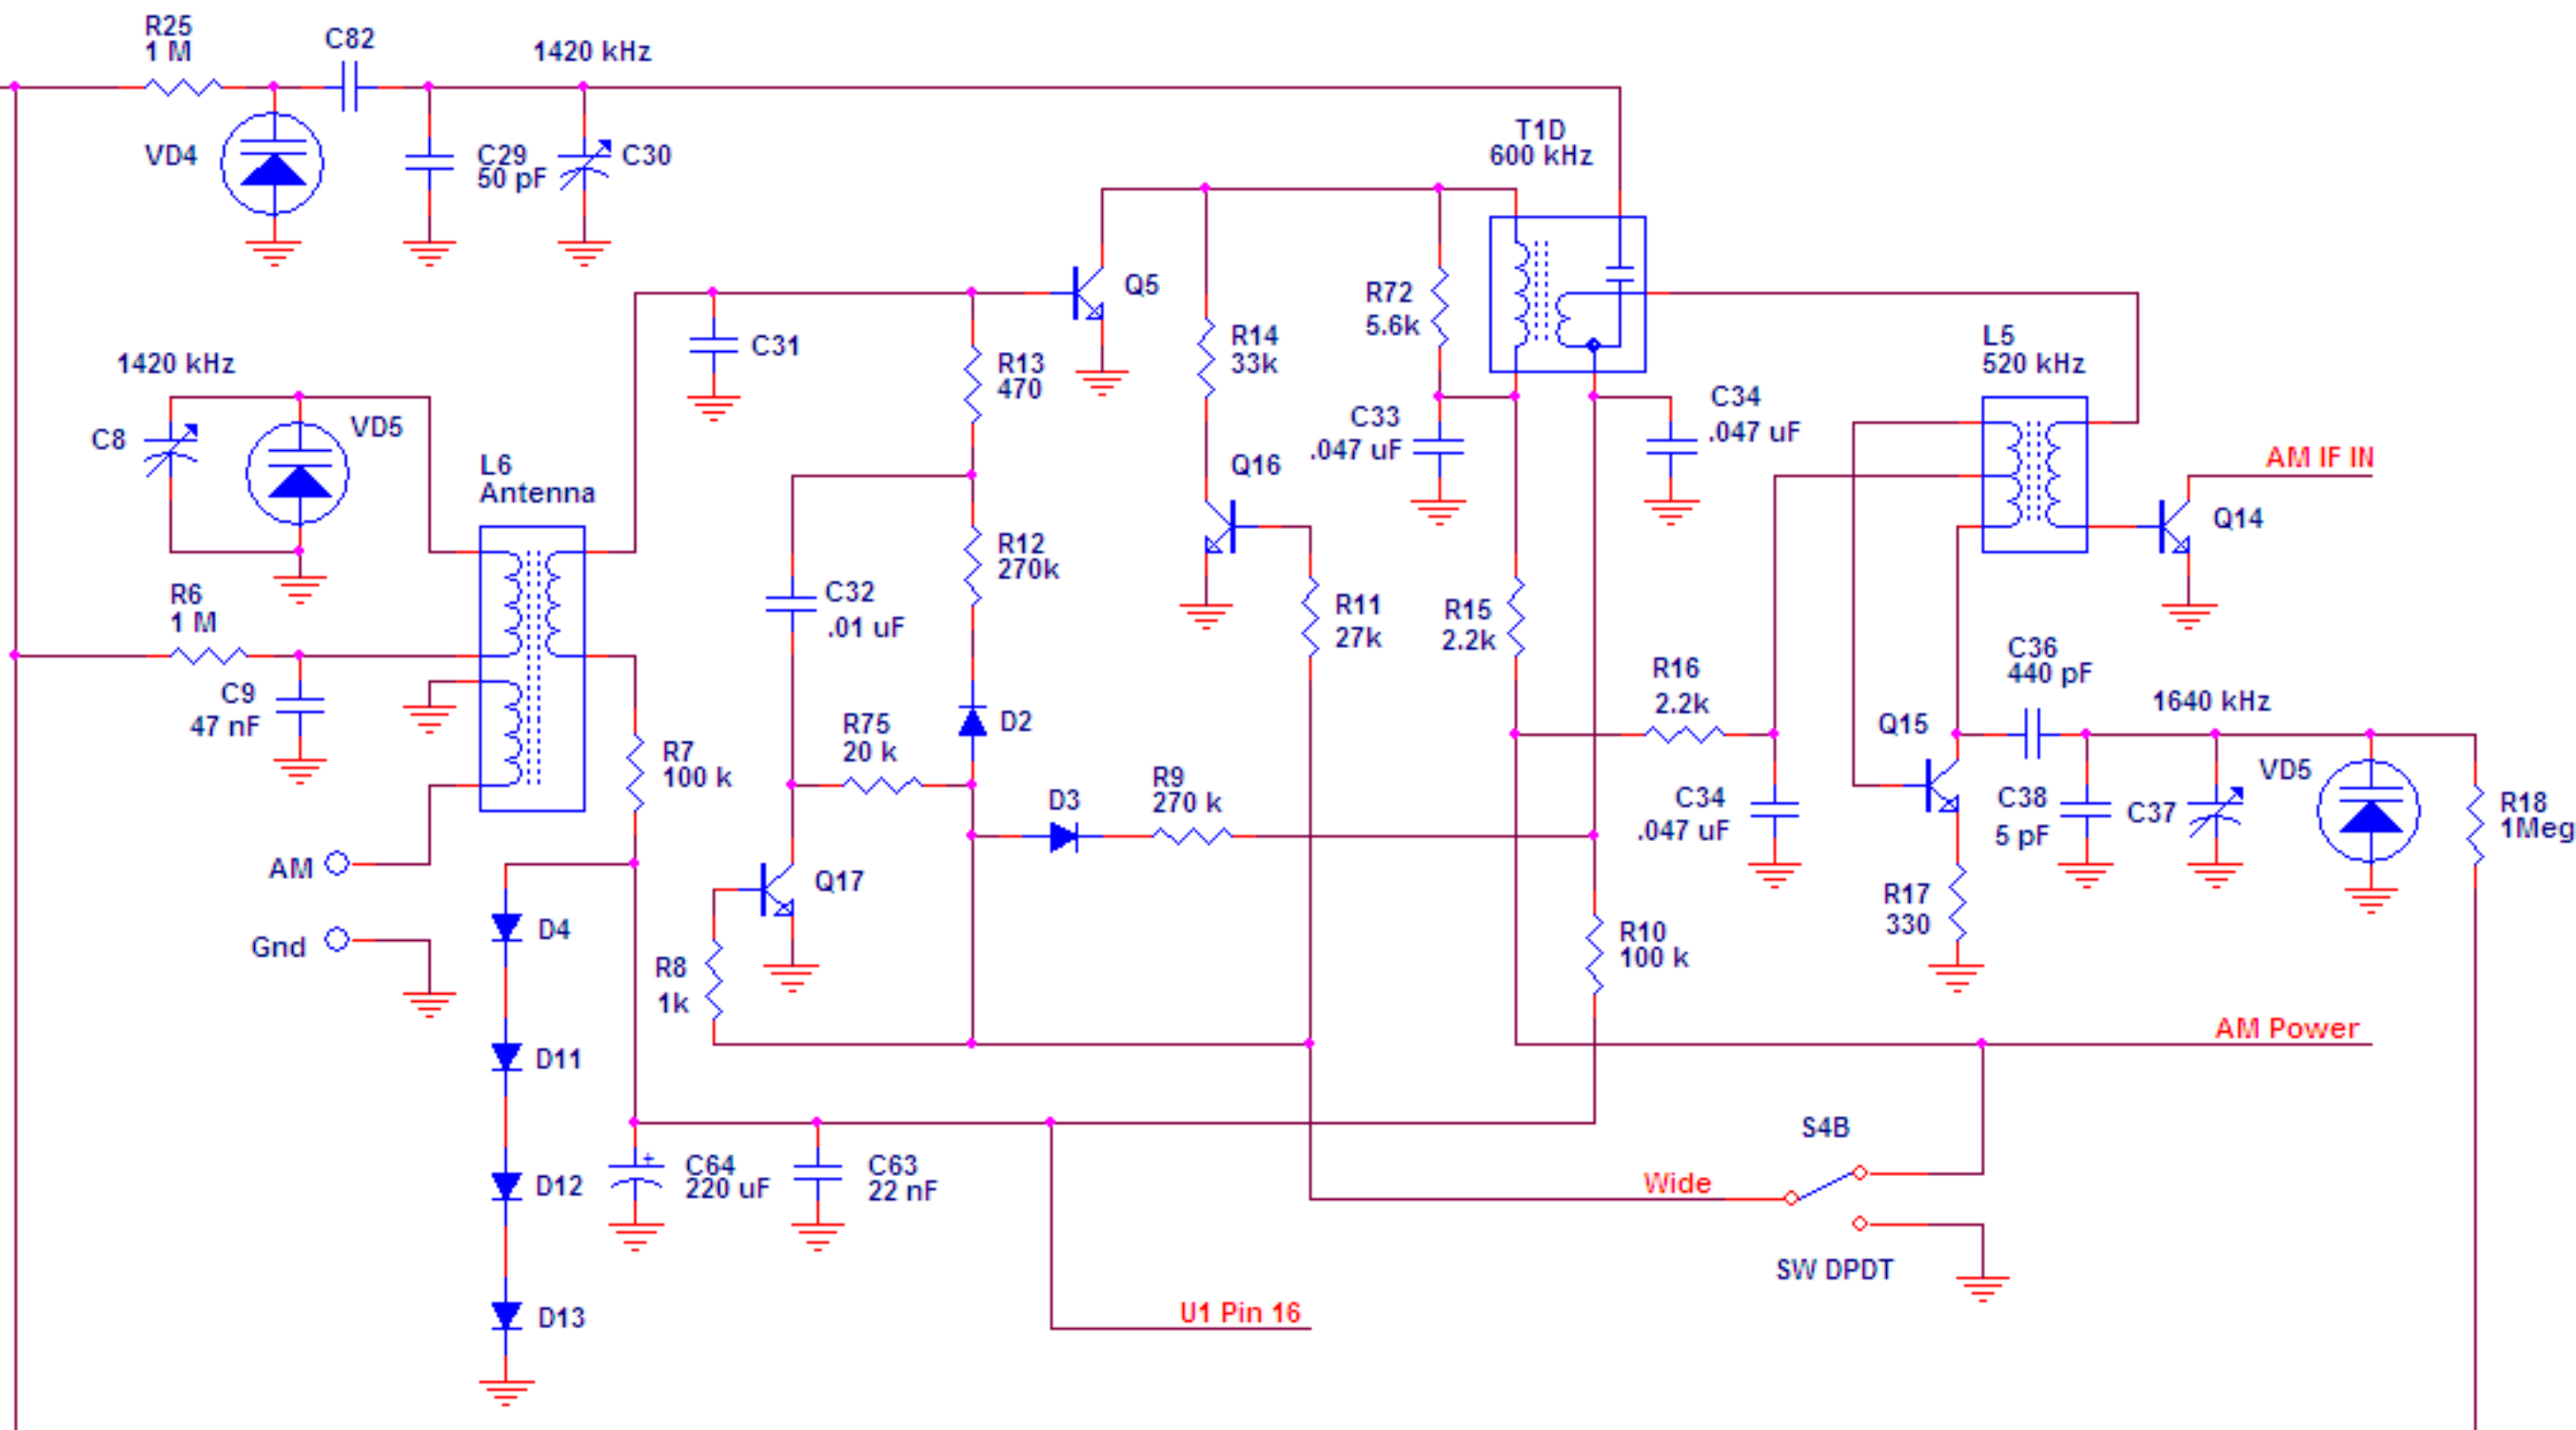 R25
1 M
C82
1420 kHz
VD4
C29
50 pF
C30
T1D
600 kHz
Q5
R72
5.6k
C31
R14
33k
R13
470
L5
520 kHz
1420 kHz
C8
VD5
C33
.047 uF
C34
.047 uF
L6
Antenna
Q16
AM IF IN
Q14
R12
270k
R6
1 M
C32
.01 uF
R11
27k
R15
2.2k
C9
47 nF
R16
2.2k
C36
440 pF
1640 kHz
R75
20 k
D2
Q15
R7
100 k
D3
R9
270 k
C34
.047 uF
C38
5 pF
C37
VD5
R18
1Meg
AM
Q17
R17
330
D4
Gnd
R8
1k
R10
100 k
D11
AM Power
S4B
D12
C64
220 uF
+
C63
22 nF
Wide
SW DPDT
D13
U1 Pin 16